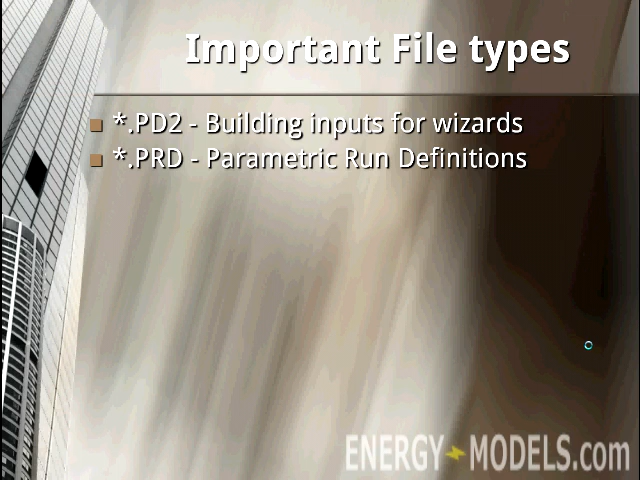 Important File types
*.PD2 - Building inputs for wizards
*.PRD - Parametric Run Definitions
ENERGY MODELS.com